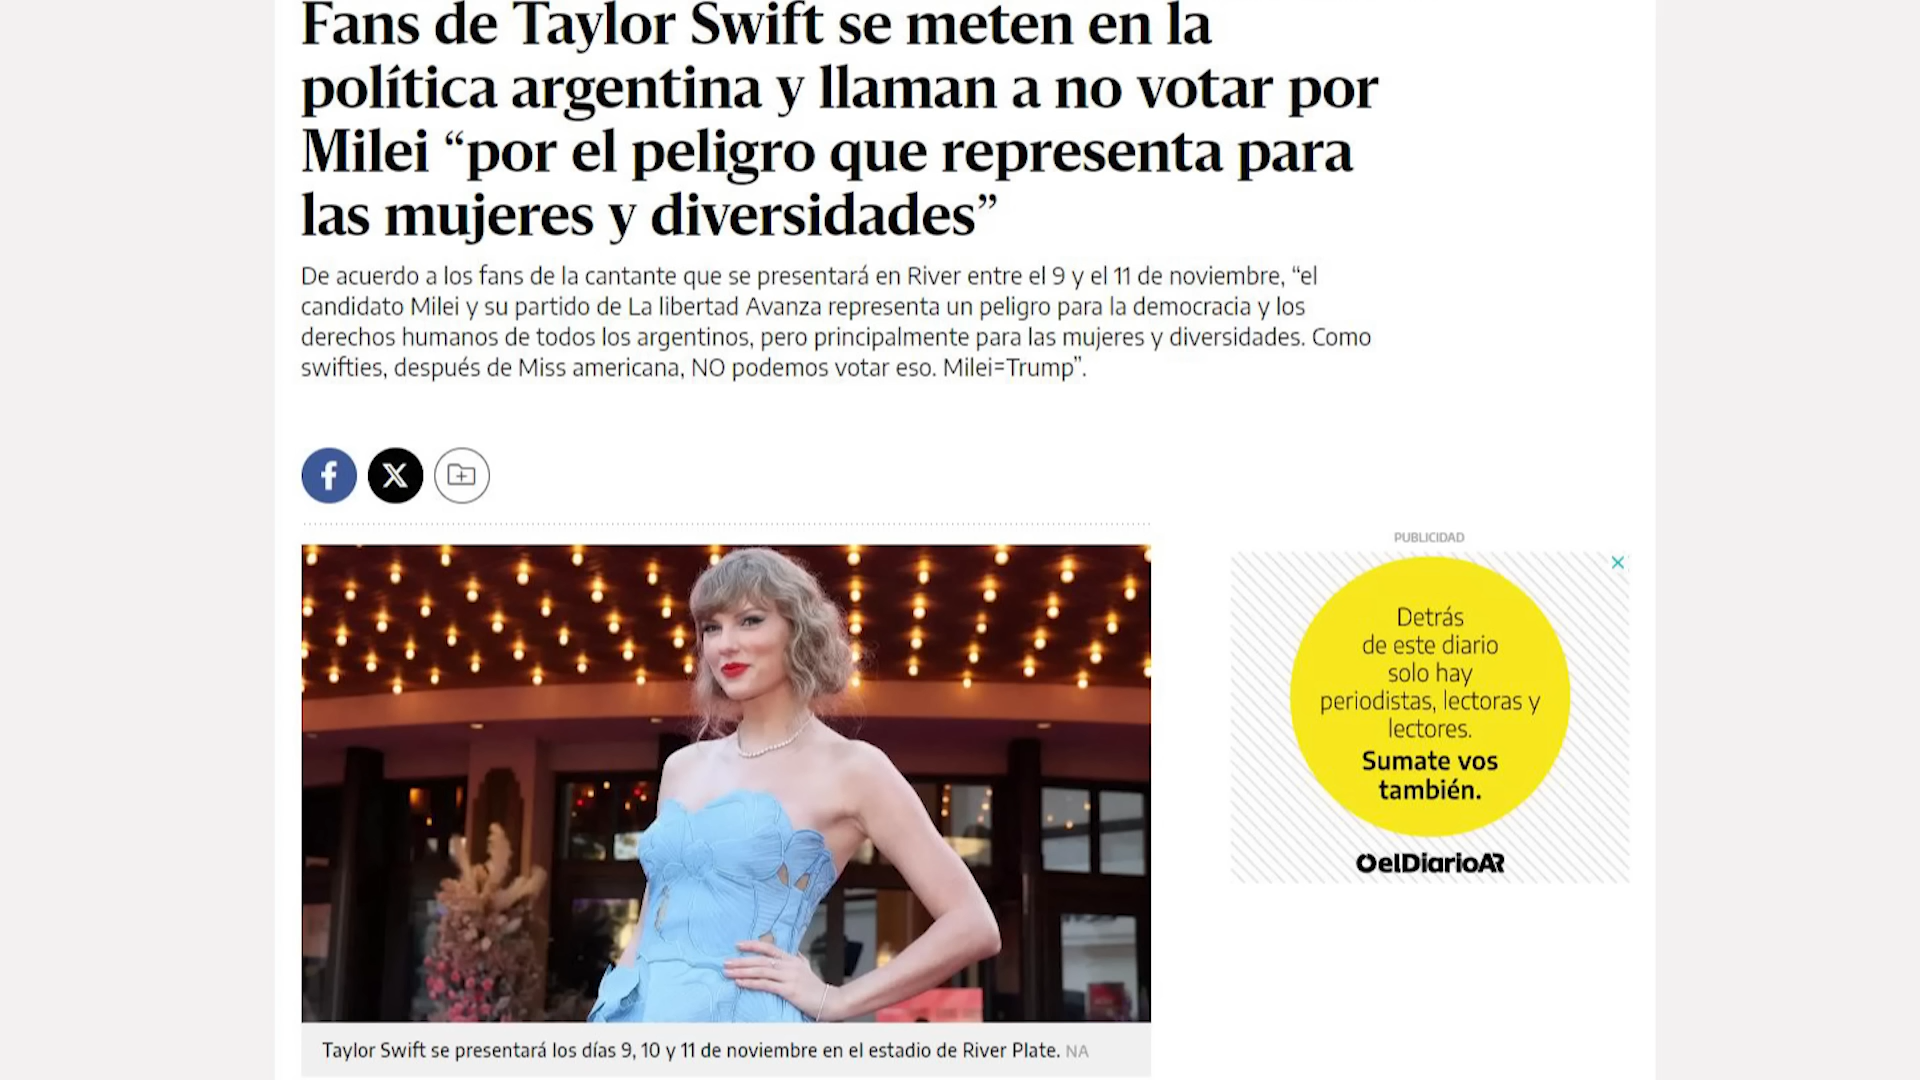 Fans de Taylor Swift se meten en la
política argentina y llaman a no votar por
Milei “por el peligro que representa para
las mujeres y diversidades”
De acuerdo a los fans de la cantante que se presentará en River entre el 9 y el 11 de noviembre, “el
candidato Milei y su partido de La libertad Avanza representa un peligro para la democracia y los
derechos humanos de todos los argentinos, pero principalmente para las mujeres y diversidades. Como
swifties, después de Miss americana, NO podemos votar eso. Milei=Trump”.
PUBLICIDAD
Detrás
de este diario
solo hay
periodistas, lectoras y
lectores.
Sumate vos
también.
elDiarioAR
Taylor Swift se presentará los días 9, 10 y 11 de noviembre en el estadio de River Plate. NA